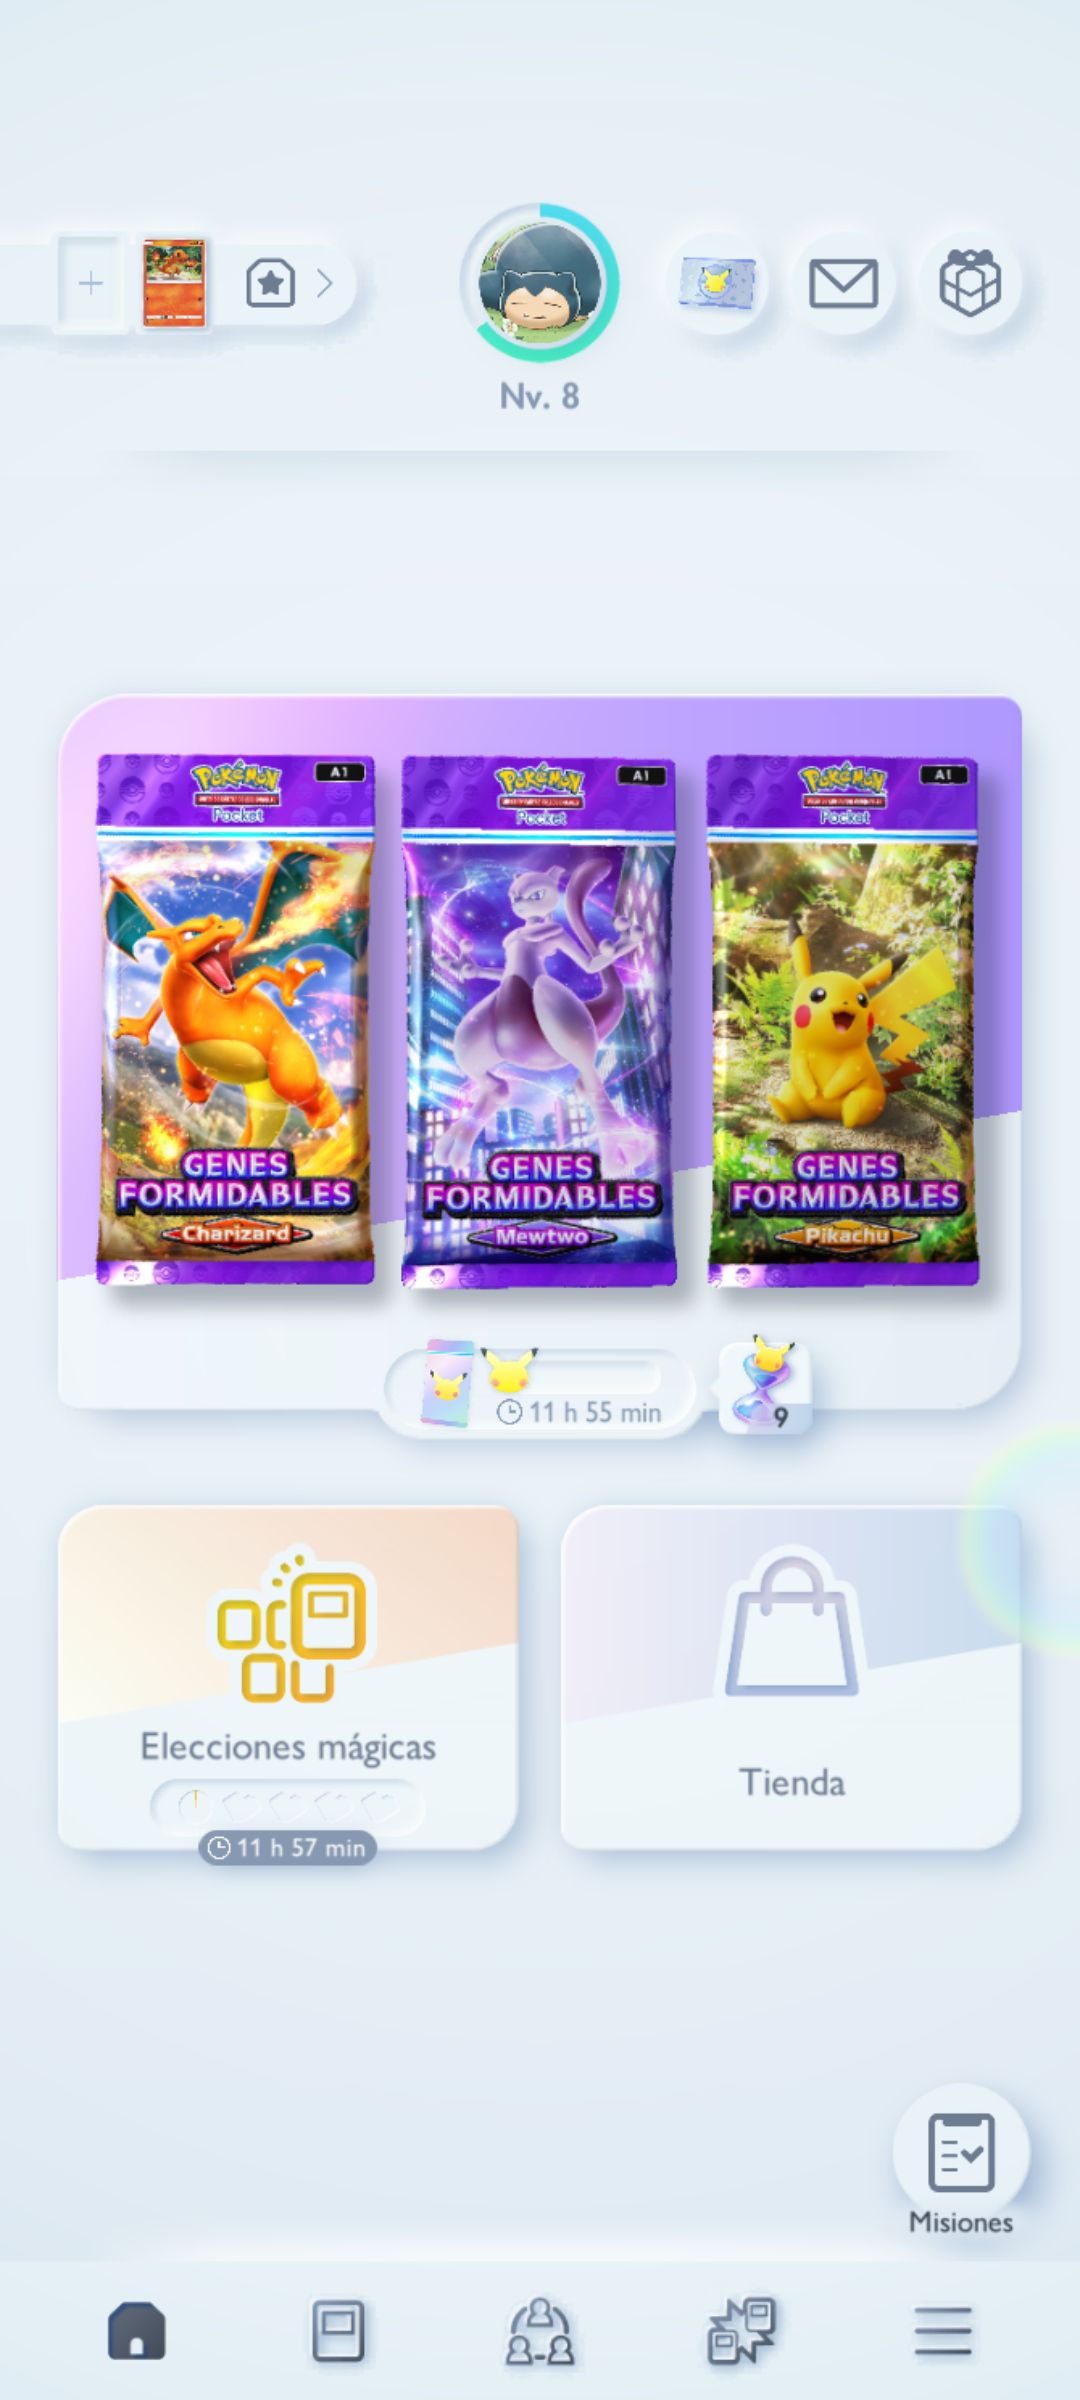 Nv. 8
Pokémon
Pocket
A1
GENES
FORMIDABLES
Charizard
Pokémon
Pocket
A1
GENES
FORMIDABLES
Mewtwo
Pokémon
Pocket
A1
GENES
FORMIDABLES
Pikachu
11 h 55 min
9
Elecciones mágicas
11 h 57 min
Tienda
Misiones